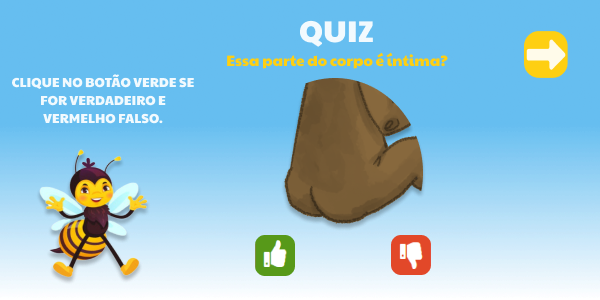 QUIZ
Essa parte do corpo é íntima?
CLIQUE NO BOTÃO VERDE SE
FOR VERDADEIRO E
VERMELHO FALSO.